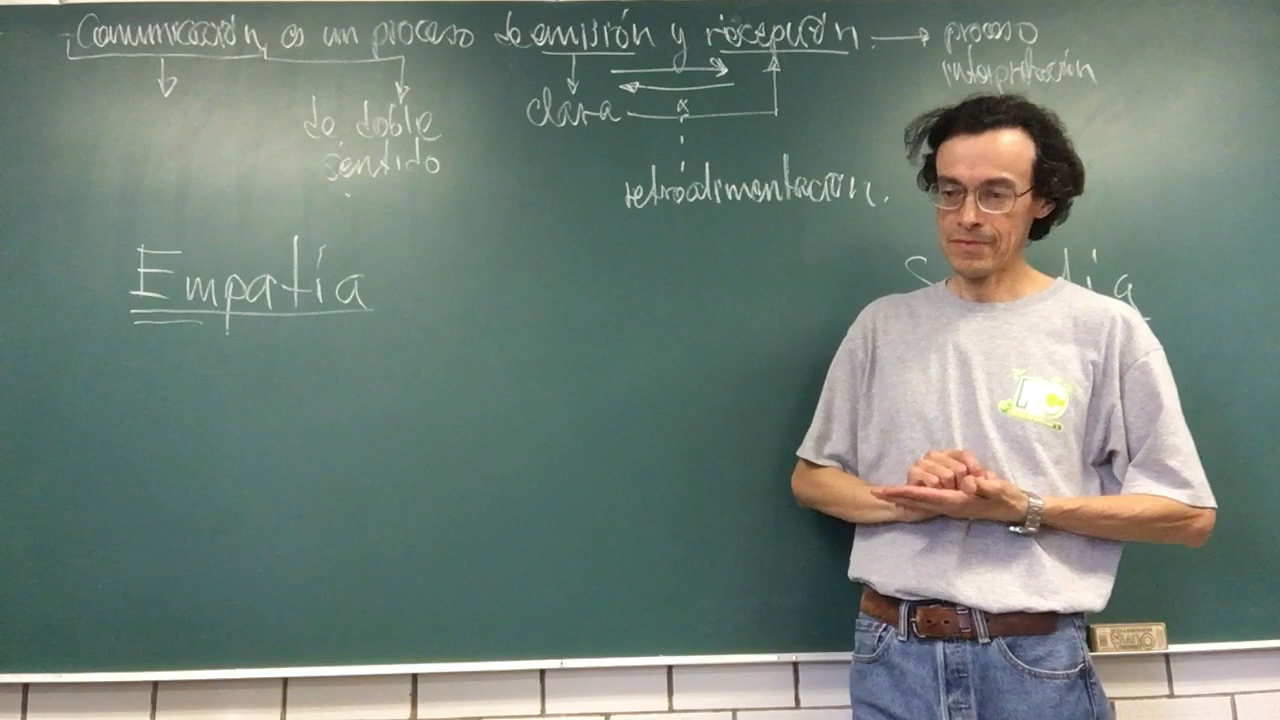 Comunicación es un proceso de emisión y recepción. → proceso
interpretación
clara
de doble
sentido
retroalimentación.
Empatía